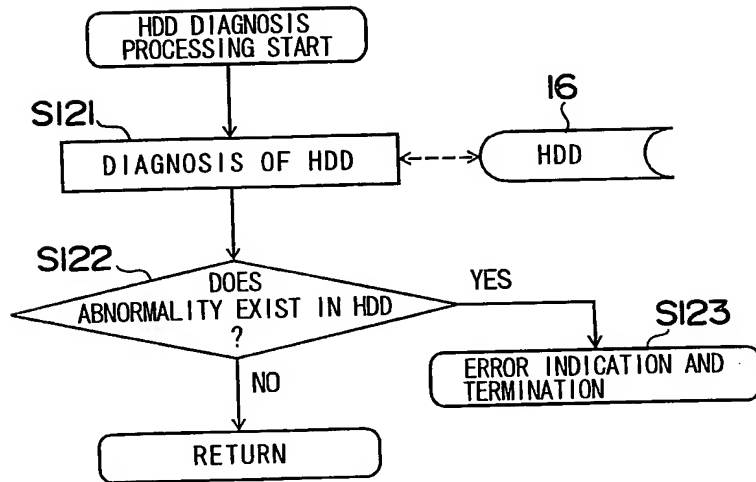 HDD DIAGNOSIS
PROCESSING START
S121
16
DIAGNOSIS OF HDD
HDD
S122
DOES
ABNORMALITY EXIST IN HDD
?
YES
S123
ERROR INDICATION AND
TERMINATION
NO
RETURN